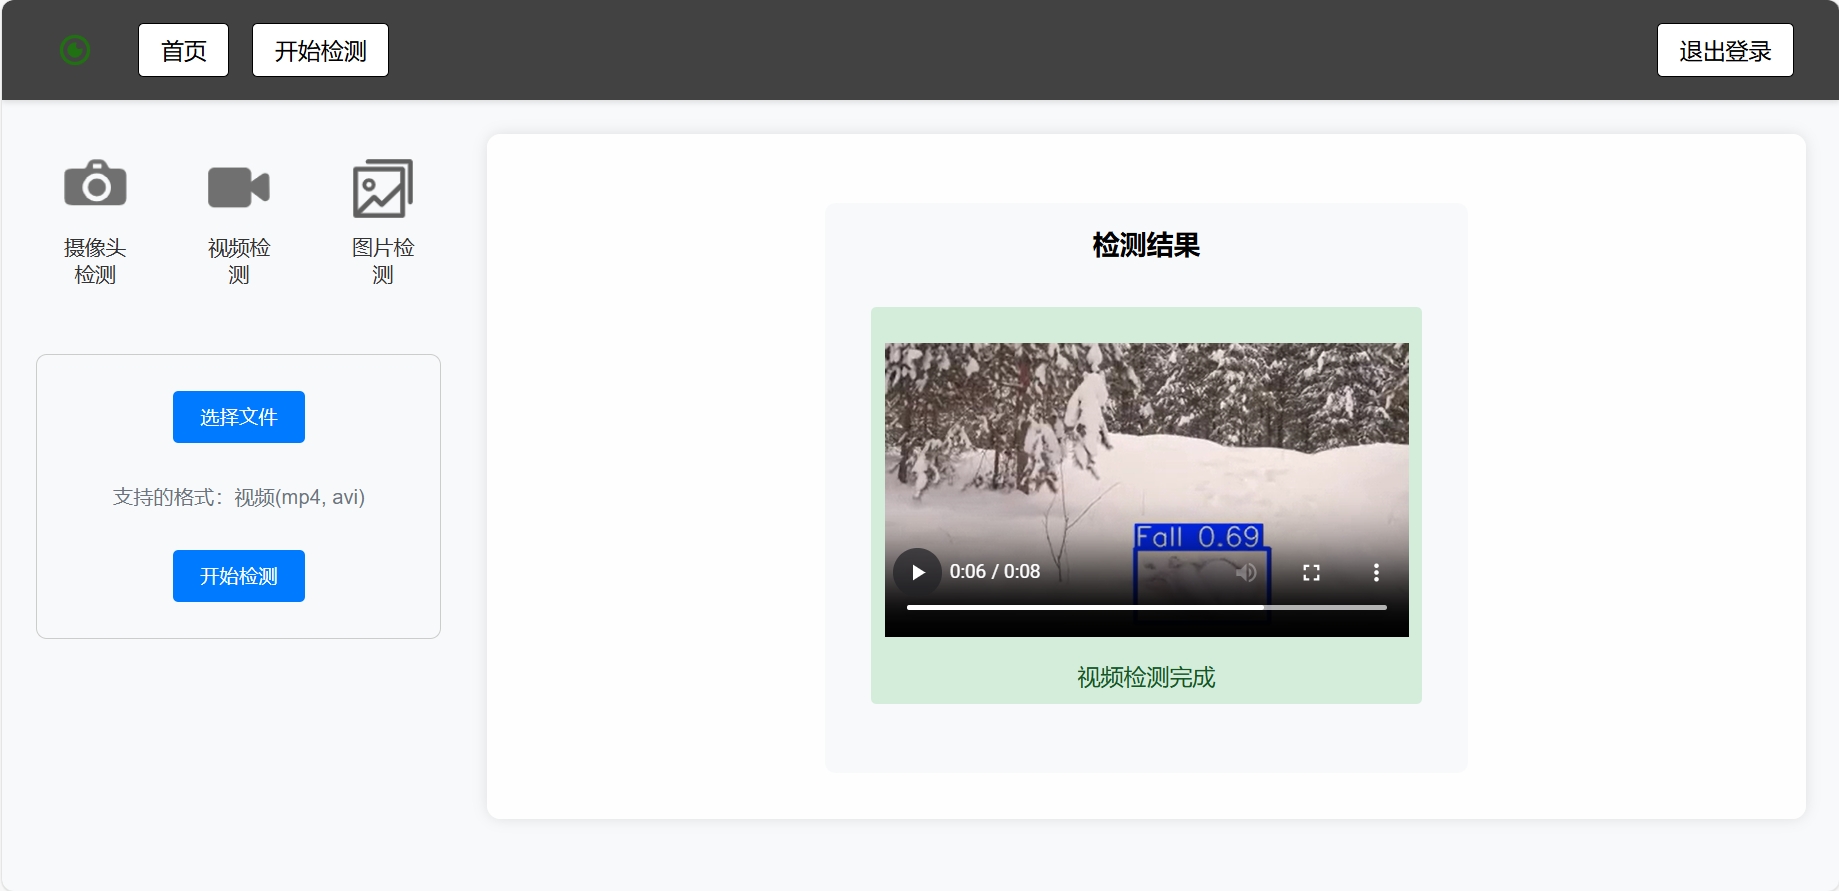 首页
开始检测
退出登录
摄像头
检测
视频检
测
图片检
测
选择文件
支持的格式：视频(mp4, avi)
开始检测
检测结果
Fall 0.69
0:06 / 0:08
视频检测完成